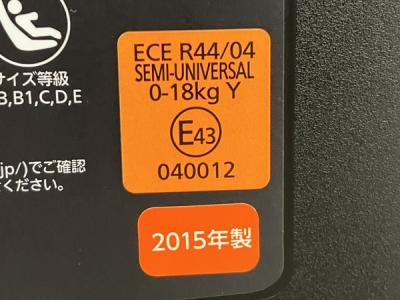 サイズ等級
B,B1,C,D,E
jp/)でご確認
ください。
ECE R44/04
SEMI-UNIVERSAL
0-18kg Y
E43
040012
2015年製